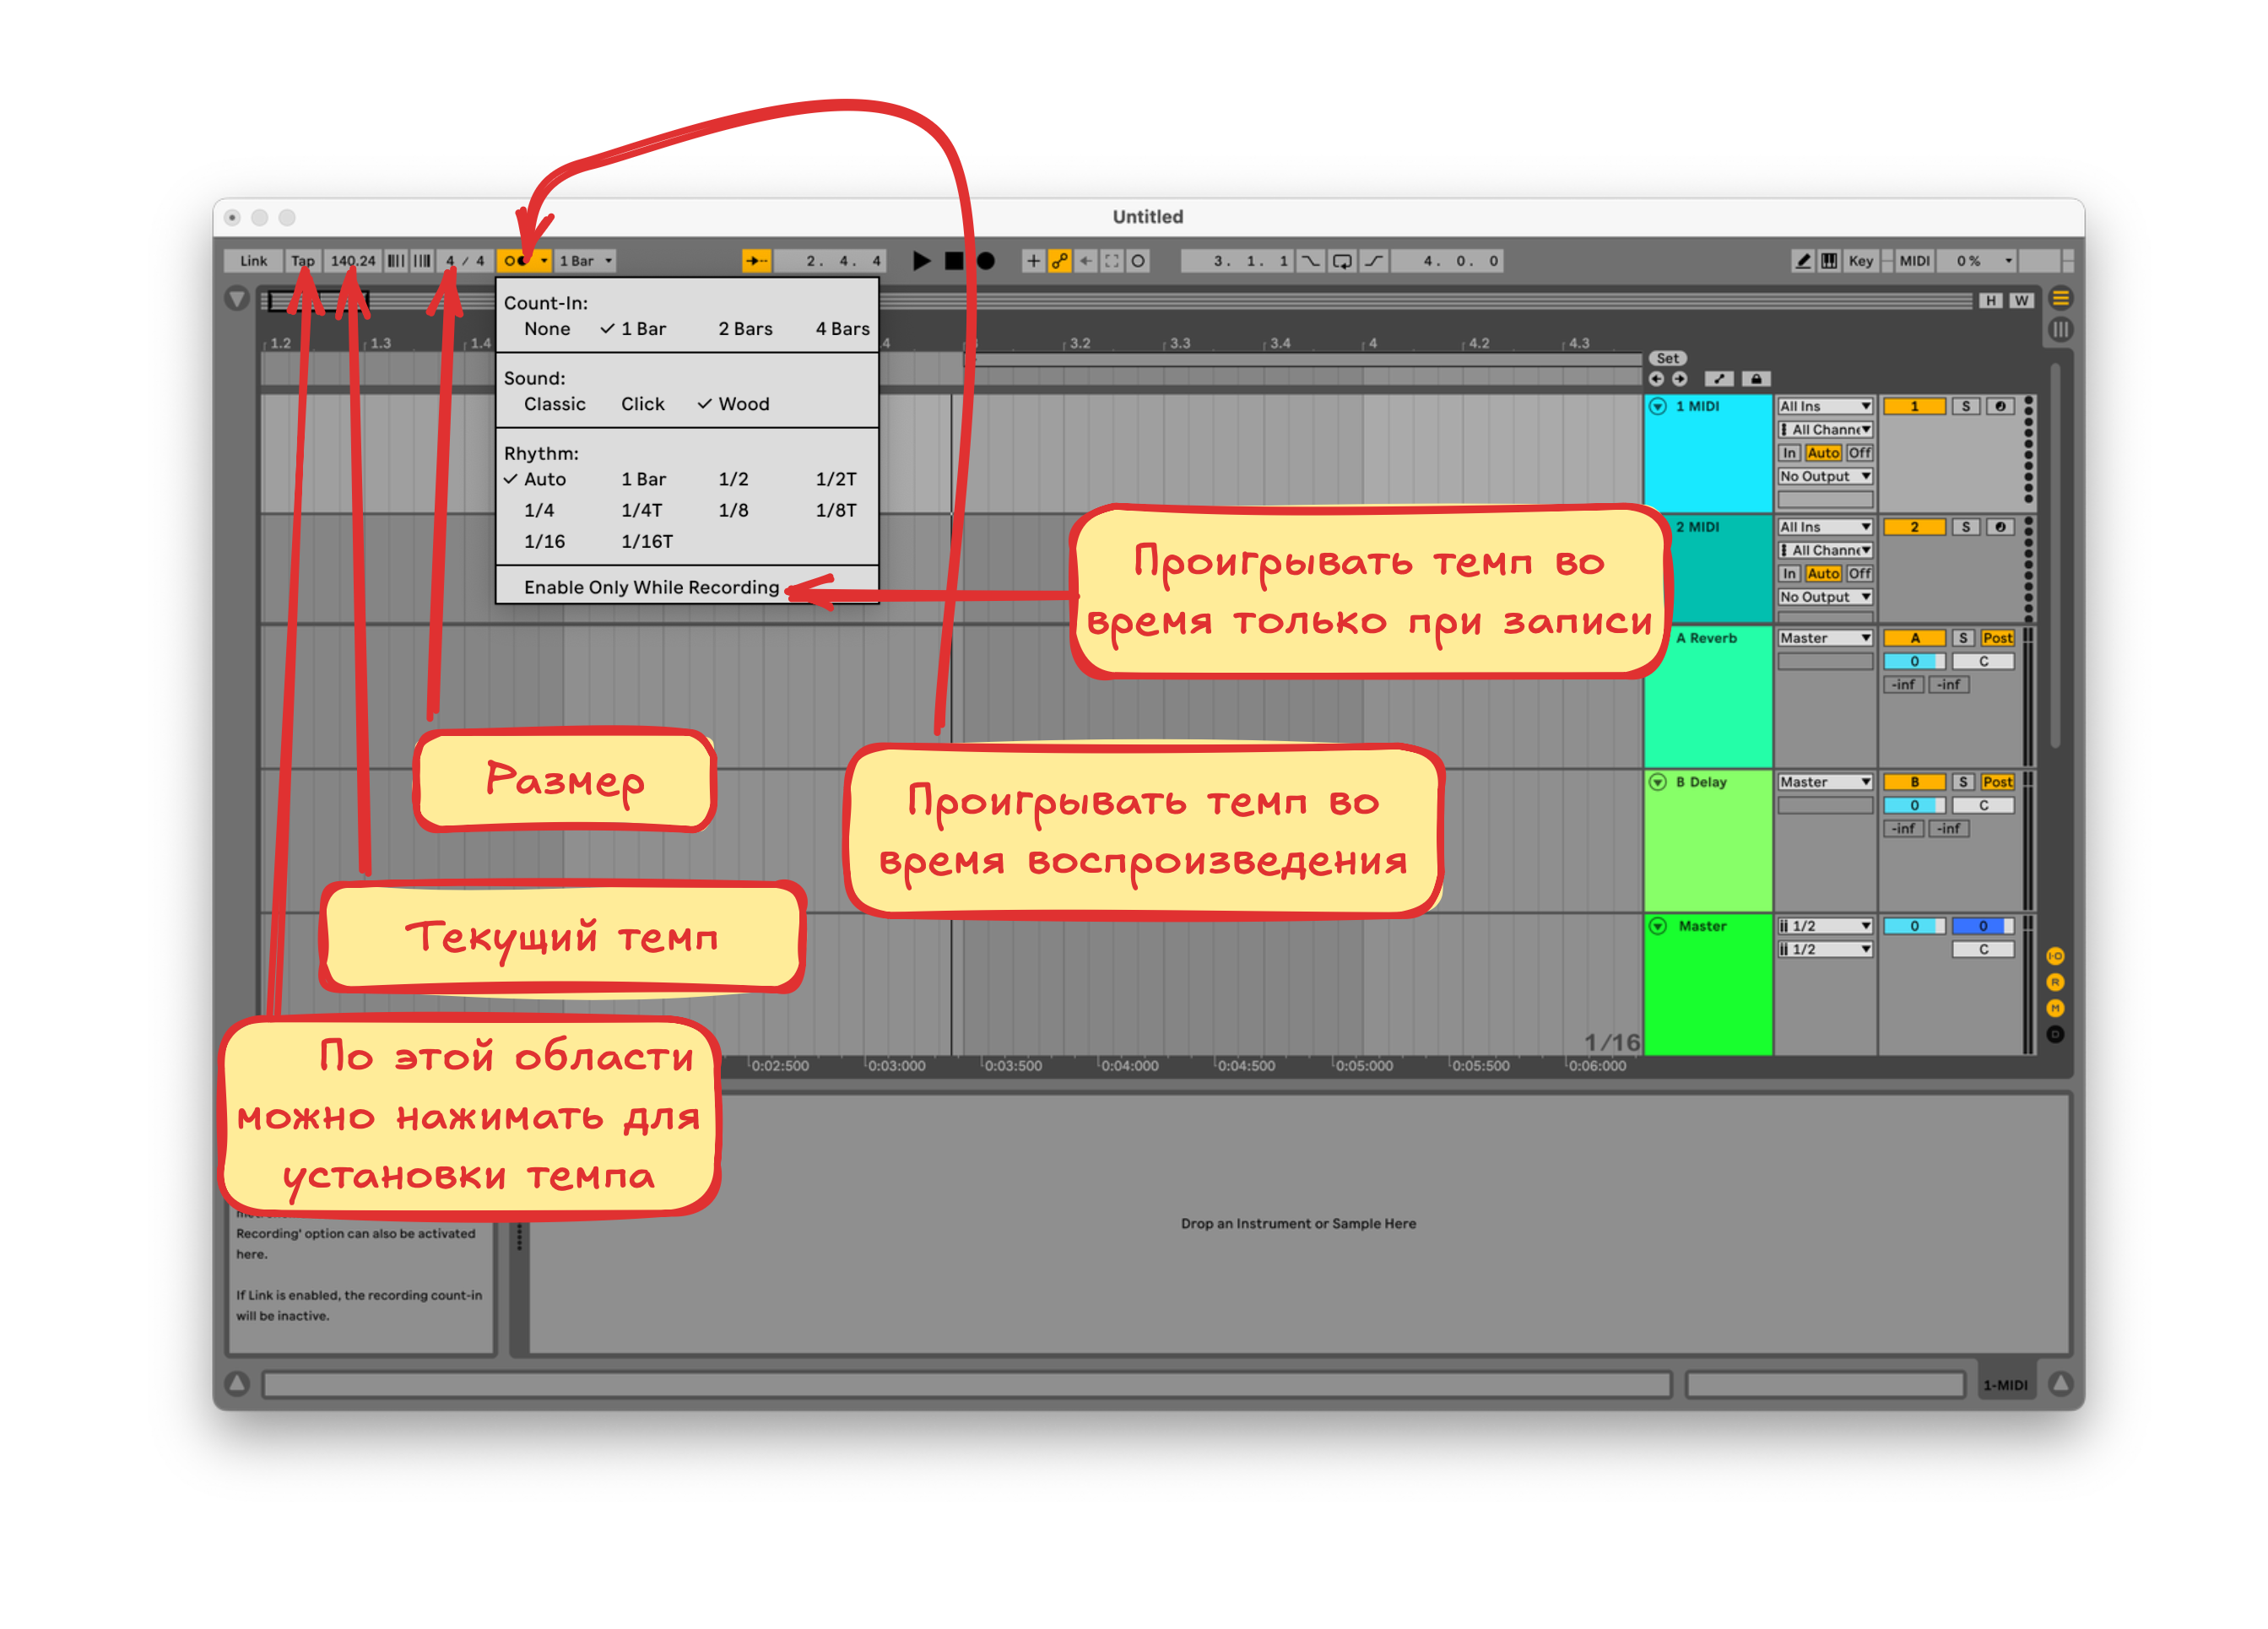 Untitled
Link Tap 140.24 4 / 4 1 Bar 2. 4. 4 3. 1. 1 4. 0. 0 Key MIDI 0 %
H W
1.2 1.3 1.4 3.2 3.3 3.4 4 4.2 4.3
Set
Count-In:
None ✓ 1 Bar 2 Bars 4 Bars
Sound:
Classic Click ✓ Wood
Rhythm:
✓ Auto 1 Bar 1/2 1/2T
1/4 1/4T 1/8 1/8T
1/16 1/16T
Enable Only While Recording
1 MIDI All Ins 1 S
All Channe
In Auto Off
No Output
2 MIDI All Ins 2 S
All Channe
In Auto Off
No Output
A Reverb Master A S Post
0 C
-inf -inf
B Delay Master B S Post
0 C
-inf -inf
Master 1/2 0 0
1/2 C
I·O
R
M
D
Проигрывать темп во
время только при записи
Размер
Проигрывать темп во
время воспроизведения
Текущий темп
По этой области
можно нажимать для
установки темпа
1/16
0:02:500 0:03:000 0:03:500 0:04:000 0:04:500 0:05:000 0:05:500 0:06:000
Recording' option can also be activated
here.
If Link is enabled, the recording count-in
will be inactive.
Drop an Instrument or Sample Here
1-MIDI